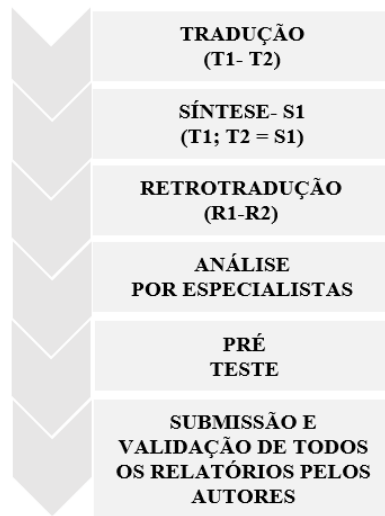 TRADUÇÃO
(T1- T2)
SÍNTESE- S1
(T1; T2 = S1)
RETROTRADUÇÃO
(R1-R2)
ANÁLISE
POR ESPECIALISTAS
PRÉ
TESTE
SUBMISSÃO E
VALIDAÇÃO DE TODOS
OS RELATÓRIOS PELOS
AUTORES